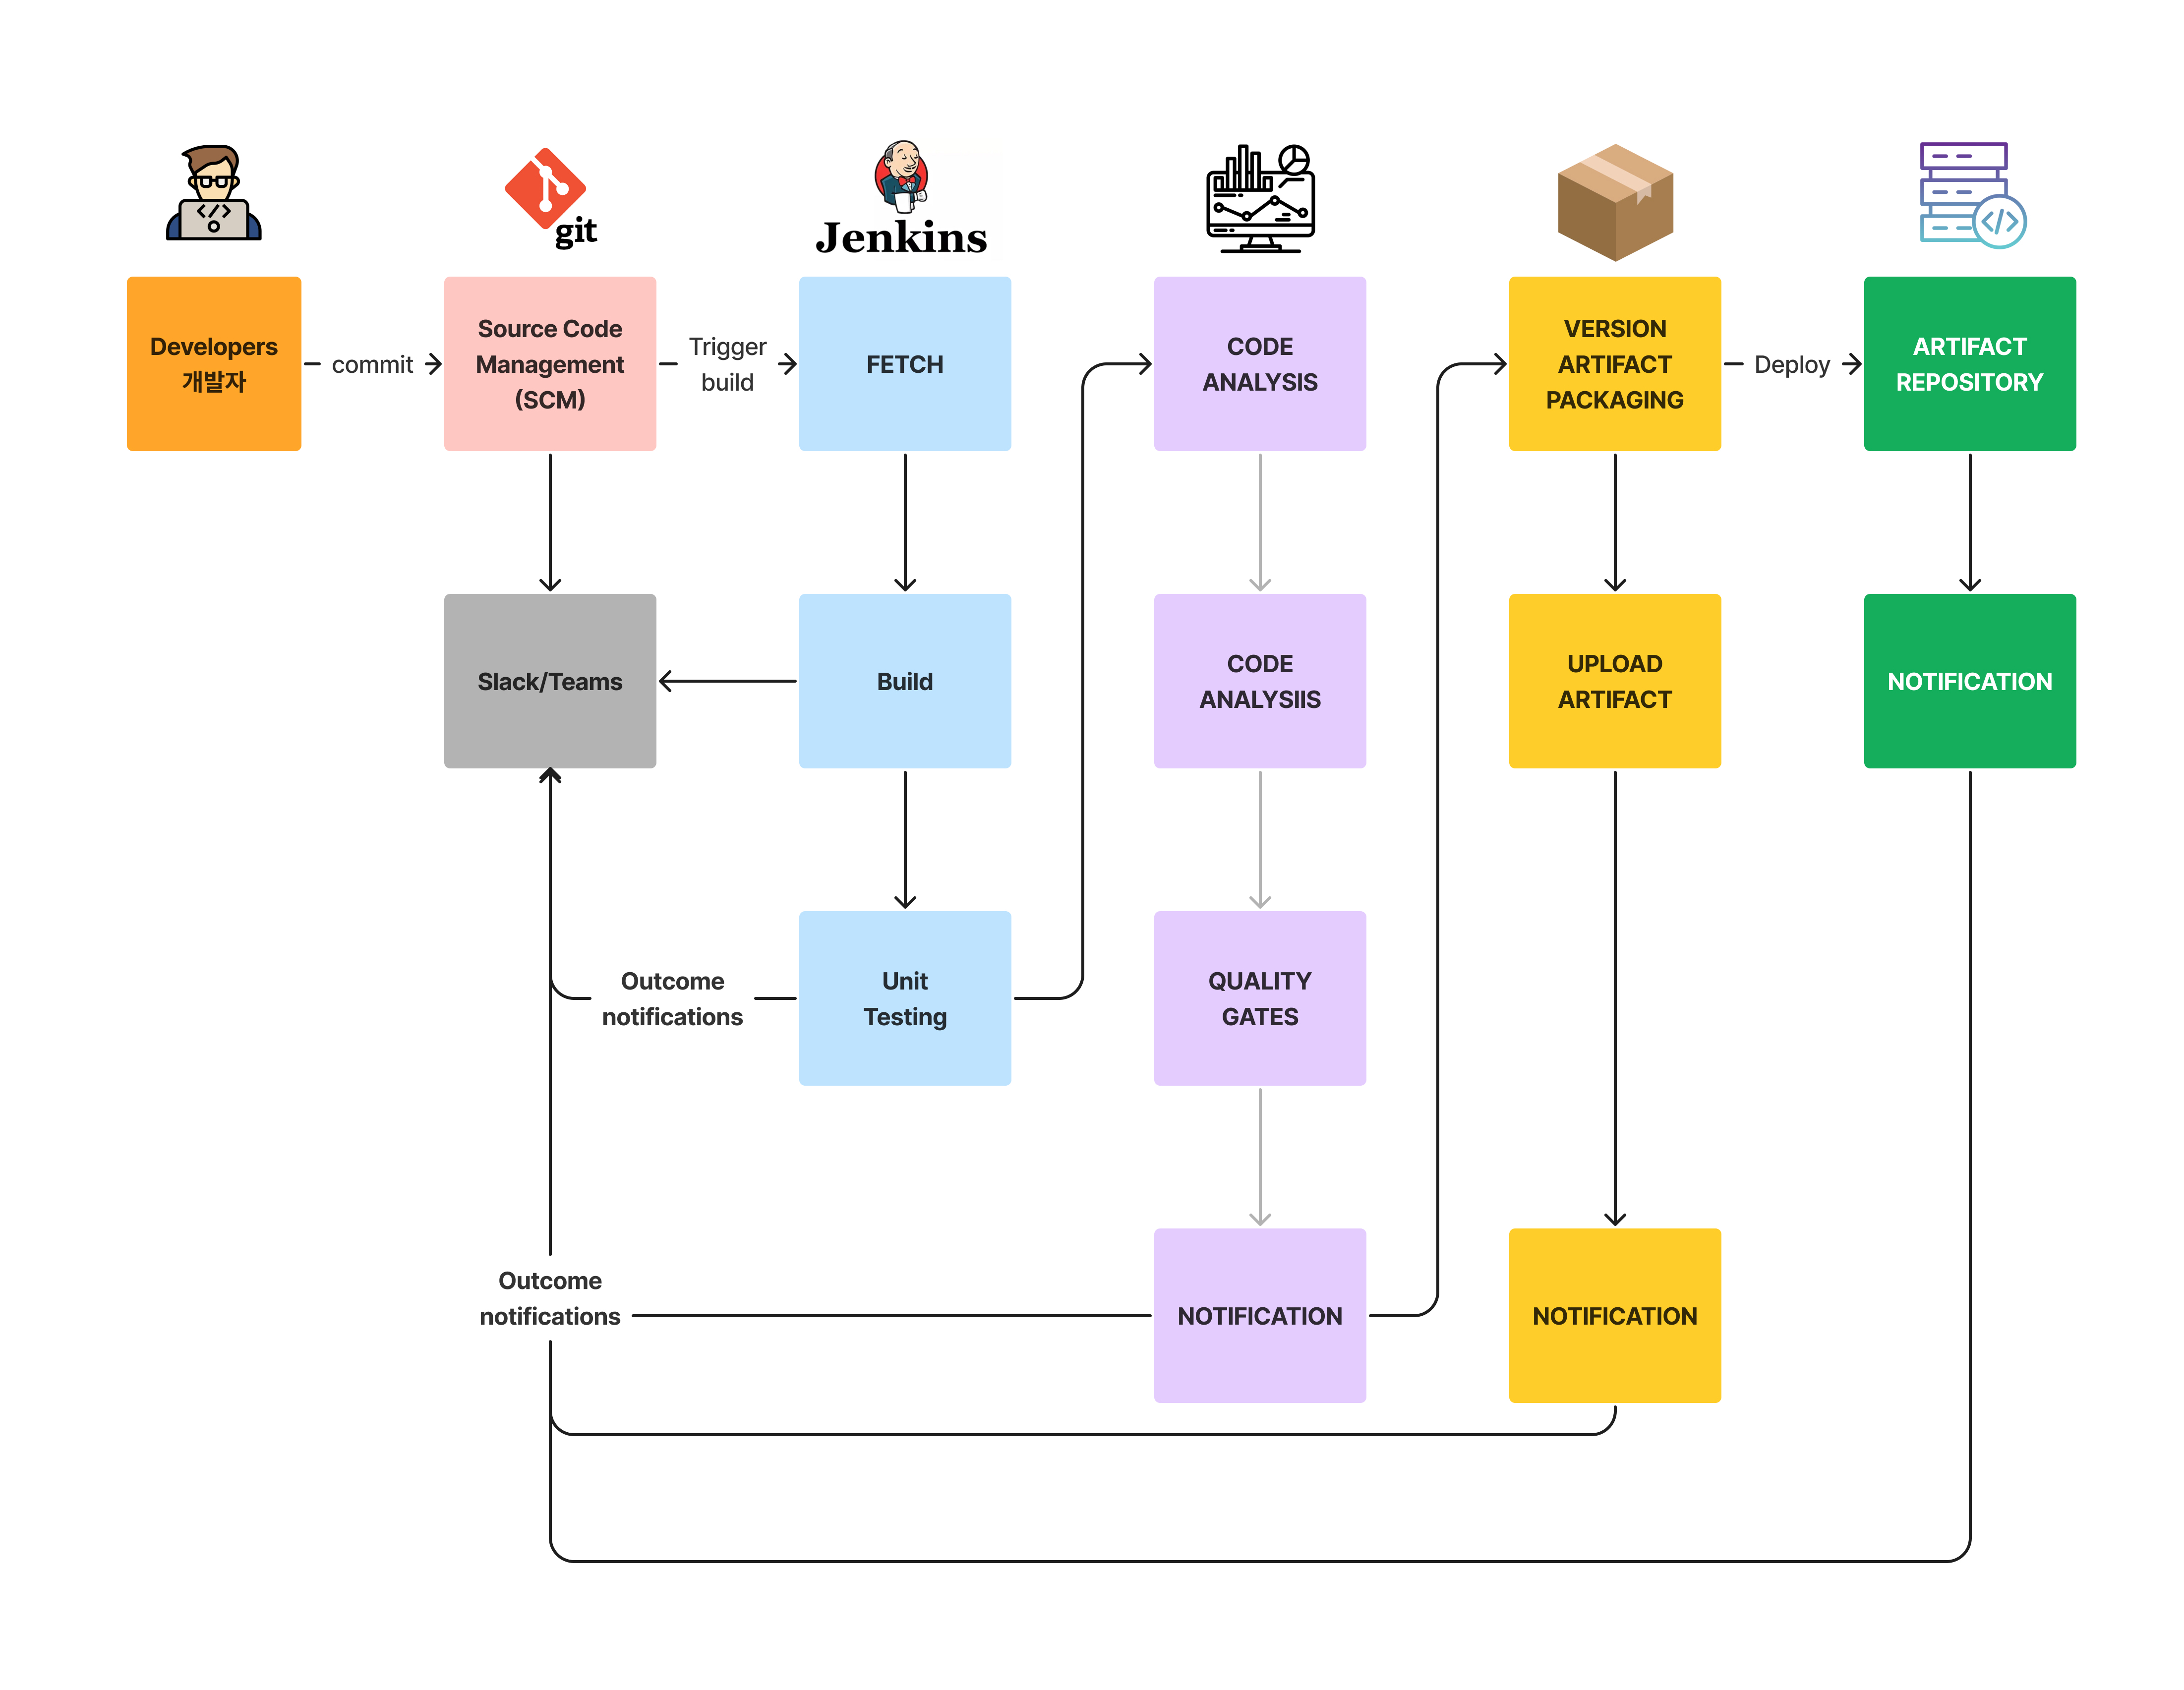 git
Jenkins
Developers
개발자
commit
Source Code
Management
(SCM)
Trigger
build
FETCH
CODE
ANALYSIS
VERSION
ARTIFACT
PACKAGING
Deploy
ARTIFACT
REPOSITORY
Slack/Teams
Build
CODE
ANALYSIIS
UPLOAD
ARTIFACT
NOTIFICATION
Outcome
notifications
Unit
Testing
QUALITY
GATES
Outcome
notifications
NOTIFICATION
NOTIFICATION